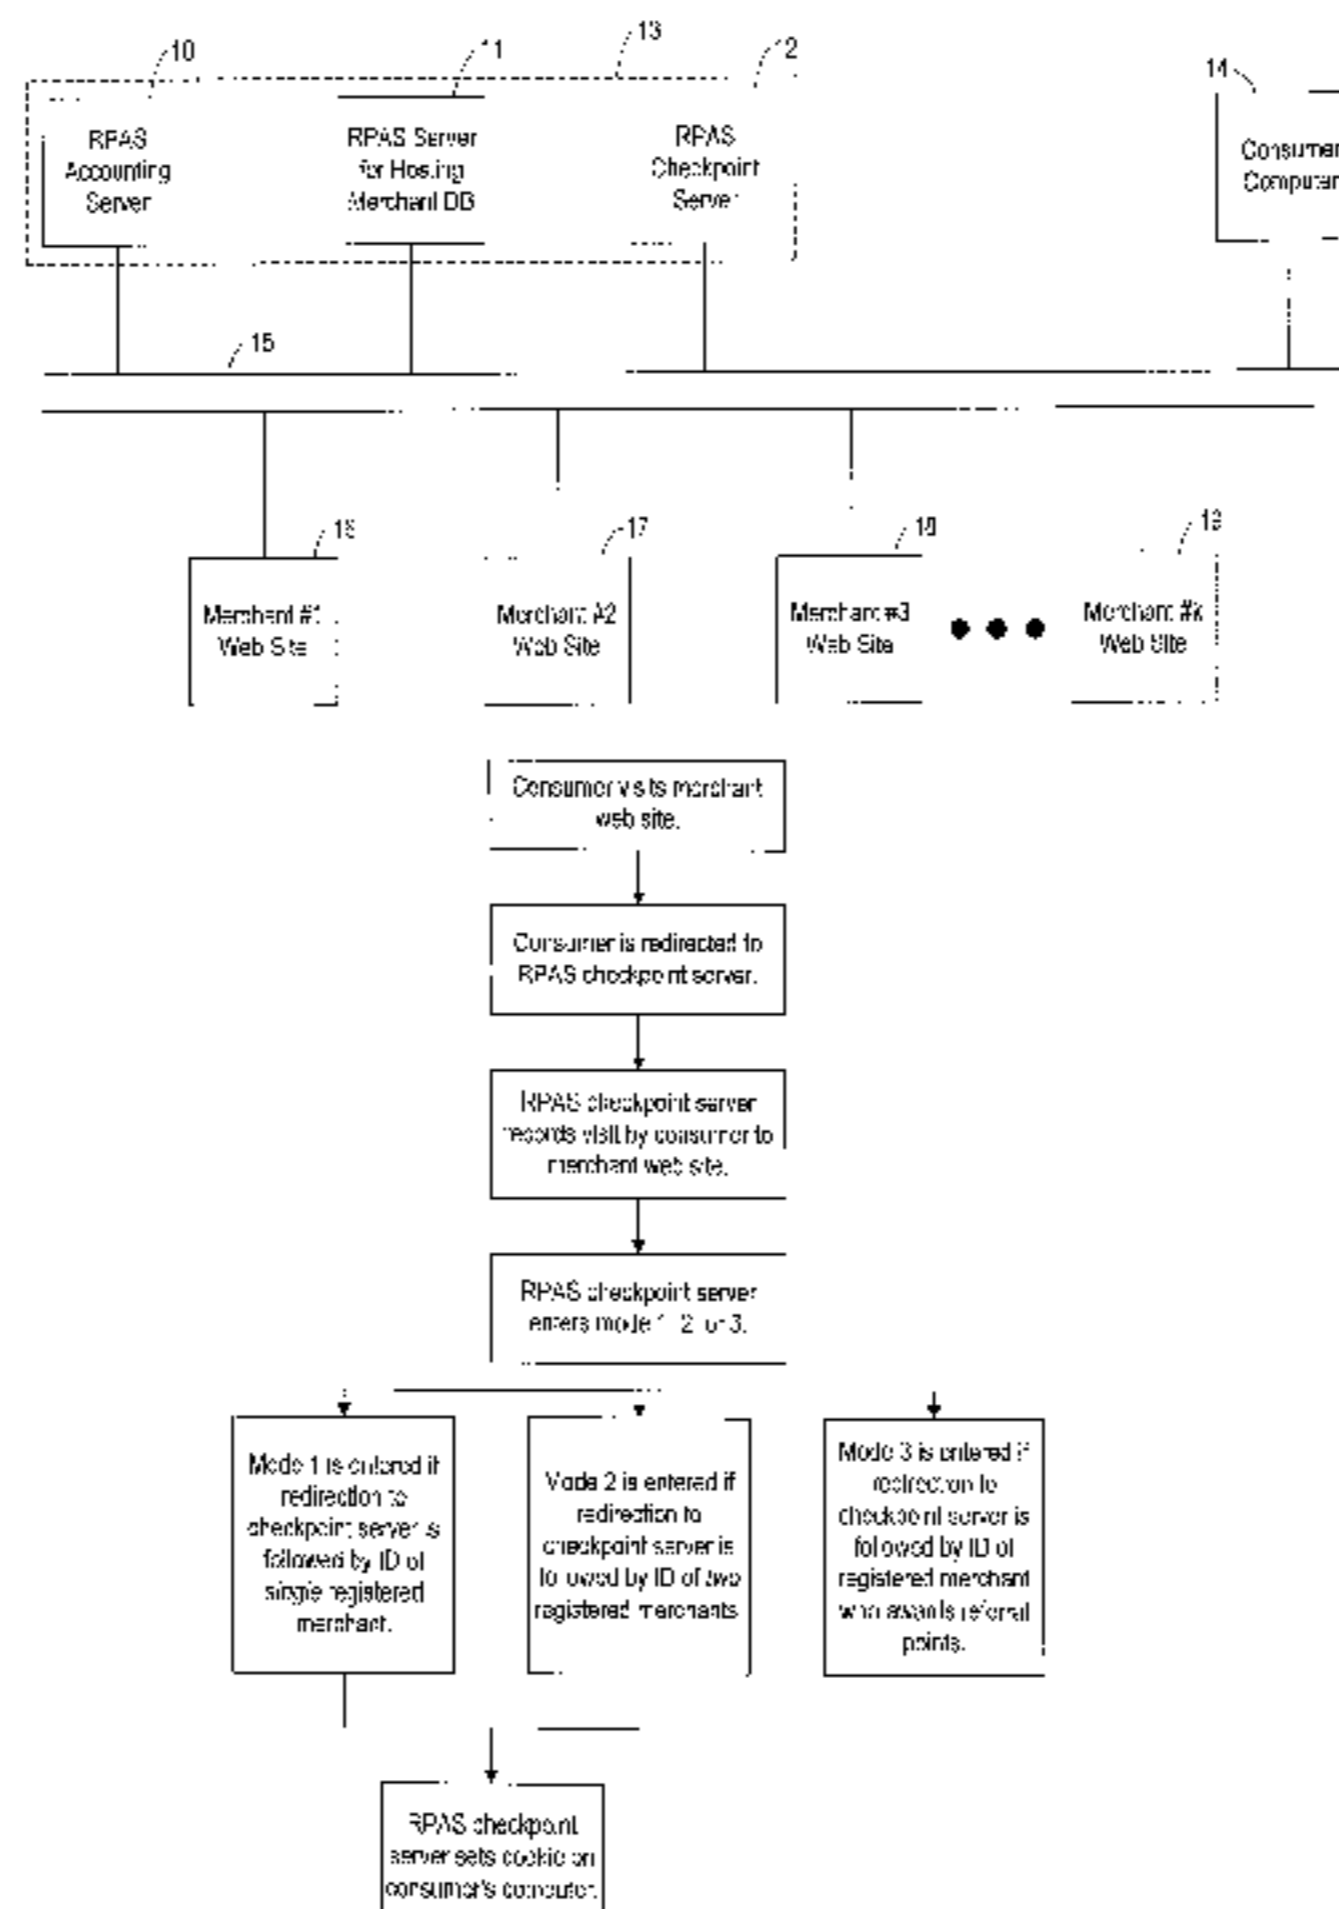 10
11
13
12
14
RPAS
Accounting
Server
RPAS Server
for Hosting
Merchant DB
RPAS
Checkpoint
Server
Consumer
Computer
15
16
17
18
19
Merchant #1
Web Site
Merchant #2
Web Site
Merchant #3
Web Site
Merchant #k
Web Site
Consumer visits merchant
web site.
Consumer is redirected to
RPAS checkpoint server.
RPAS checkpoint server
records visit by consumer to
merchant web site.
RPAS checkpoint server
enters mode 1, 2, or 3.
Mode 1 is entered if
redirection to
checkpoint server is
followed by ID of
single registered
merchant.
Mode 2 is entered if
redirection to
checkpoint server is
followed by ID of two
registered merchants.
Mode 3 is entered if
redirection to
checkpoint server is
followed by ID of
registered merchant
who awards referral
points.
RPAS checkpoint
server sets cookie on
consumer's computer.